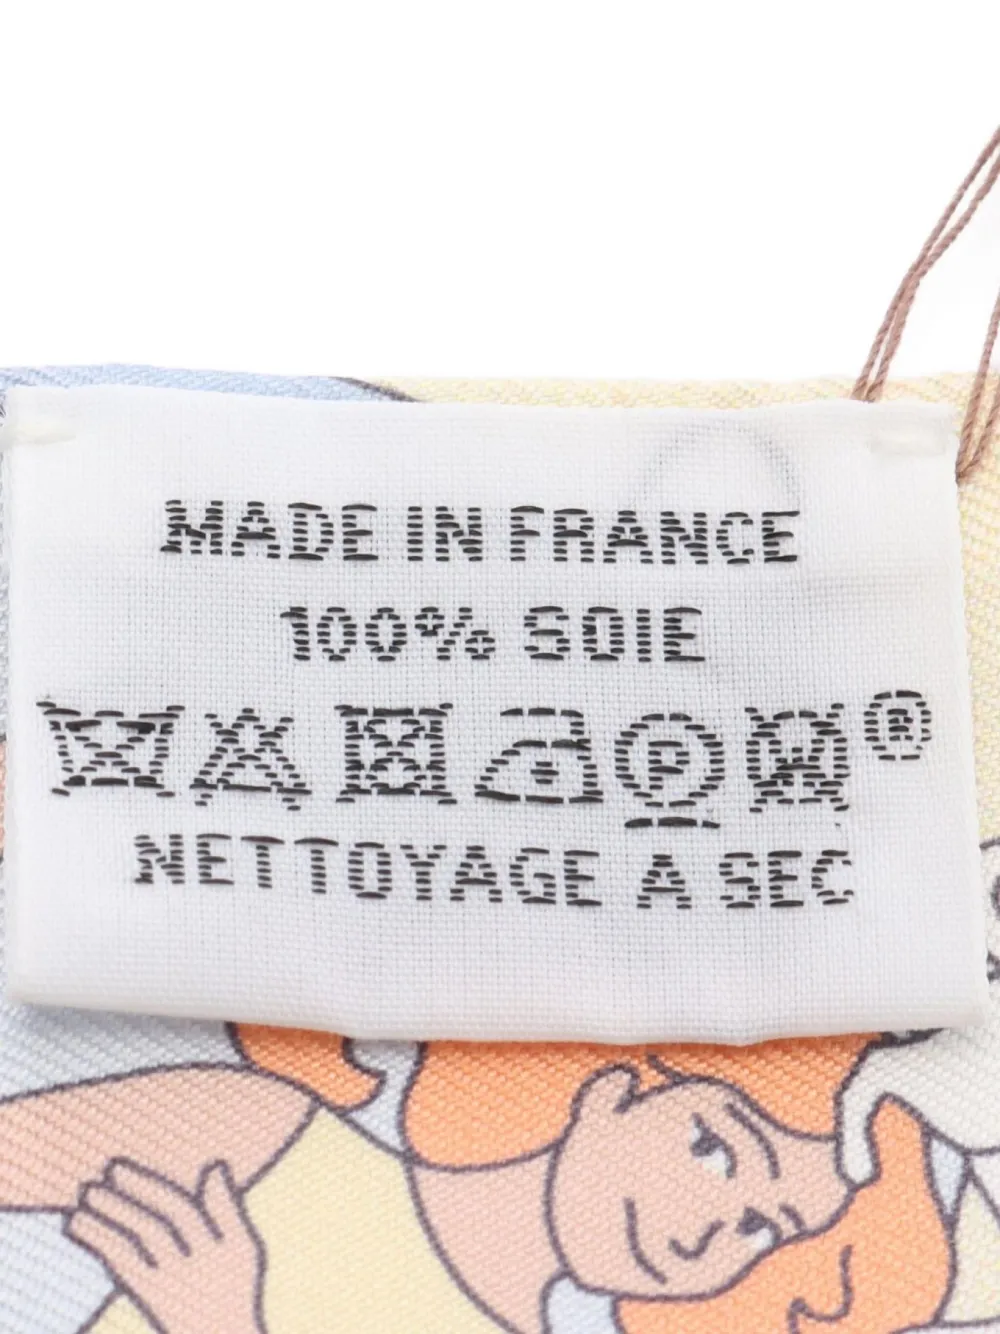 MADE IN FRANCE
100% SOIE
P W ®
NETTOYAGE A SEC